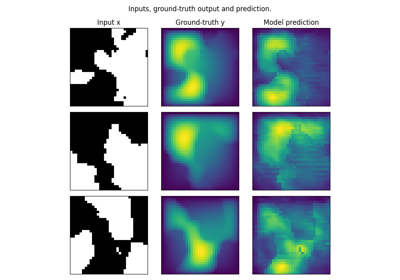 Inputs, ground-truth output and prediction.
Input x
Ground-truth y
Model prediction